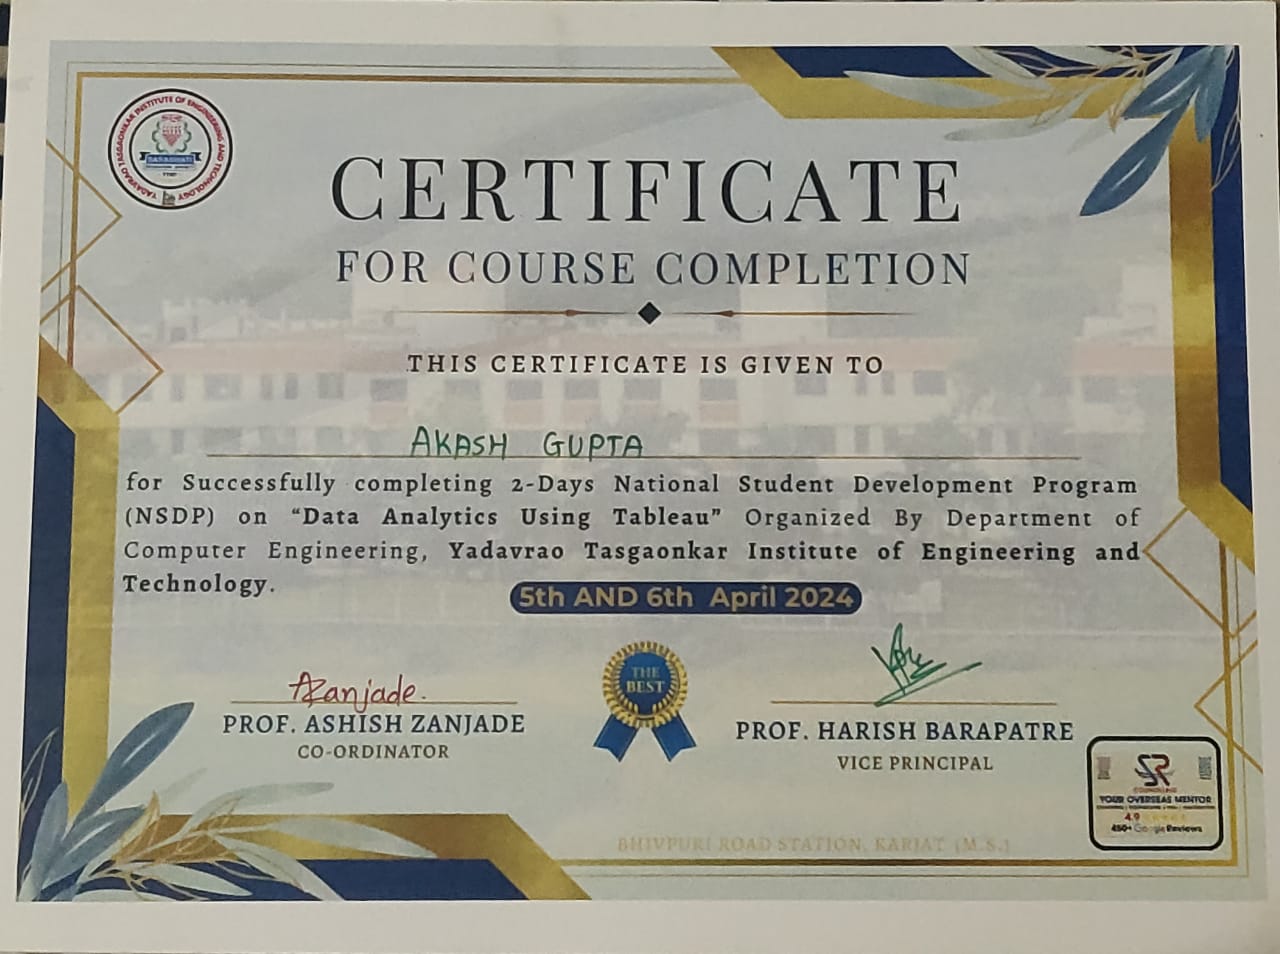 YADAVRAO TASGAONKAR INSTITUTE OF ENGINEERING AND TECHNOLOGY
SARASWATI
CERTIFICATE
FOR COURSE COMPLETION
THIS CERTIFICATE IS GIVEN TO
AKASH GUPTA
for Successfully completing 2-Days National Student Development Program
(NSDP) on “Data Analytics Using Tableau” Organized By Department of
Computer Engineering, Yadavrao Tasgaonkar Institute of Engineering and
Technology.
5th AND 6th April 2024
THE
BEST
AZanjade.
PROF. ASHISH ZANJADE
CO-ORDINATOR
PROF. HARISH BARAPATRE
VICE PRINCIPAL
SR
YOUR OVERSEAS MENTOR
4.9
450+ Google Reviews
BHIVPURI ROAD STATION, KARJAT (M.S.)